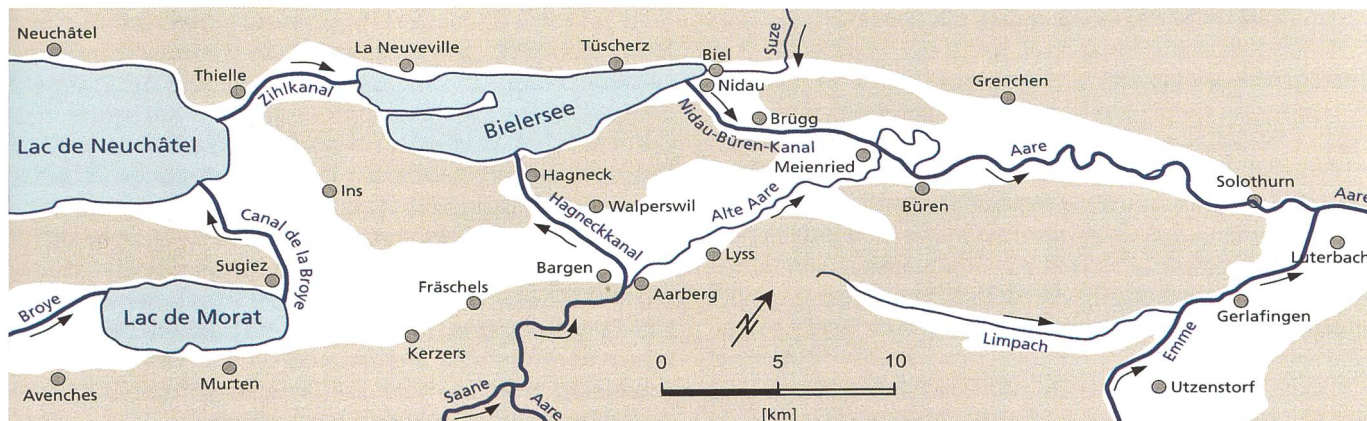 Neuchâtel
La Neuveville
Tüscherz
Biel
Suze
Thielle
Zihlkanal
Nidau
Grenchen
Brügg
Lac de Neuchâtel
Bielersee
Nidau-Büren-Kanal
Meienried
Aare
Ins
Hagneck
Walperswil
Alte Aare
Büren
Solothurn
Aare
Canal de la Broye
Hagneckkanal
Lyss
Sugiez
Bargen
Aarberg
Lüterbach
Fräschels
Broye
Lac de Morat
Gerlafingen
Kerzers
Limpach
Emme
N
0 5 10
[km]
Avenches
Murten
Saane
Aare
Utzenstorf